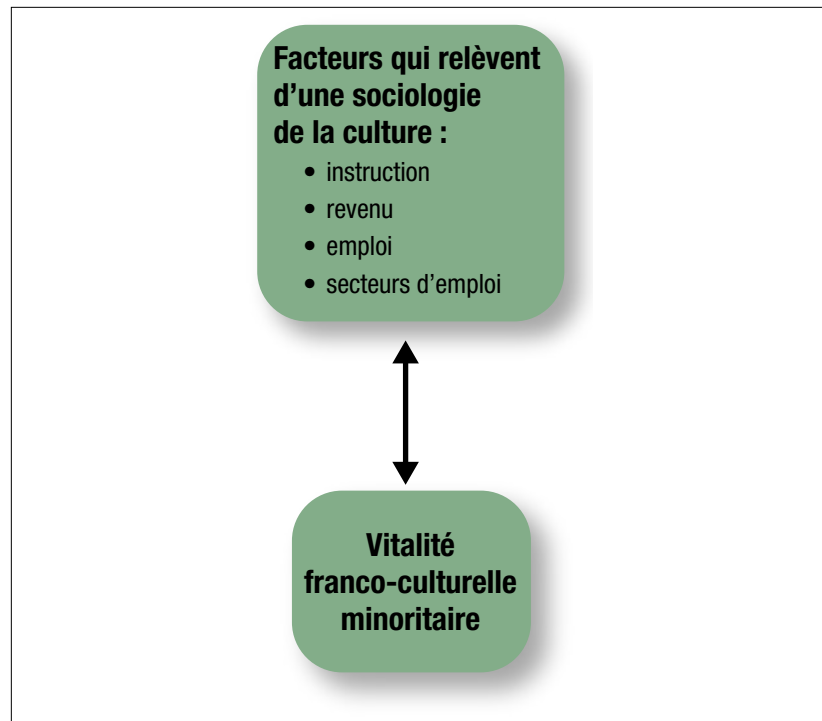 Facteurs qui relèvent
d’une sociologie
de la culture :
• instruction
• revenu
• emploi
• secteurs d’emploi
Vitalité
franco-culturelle
minoritaire